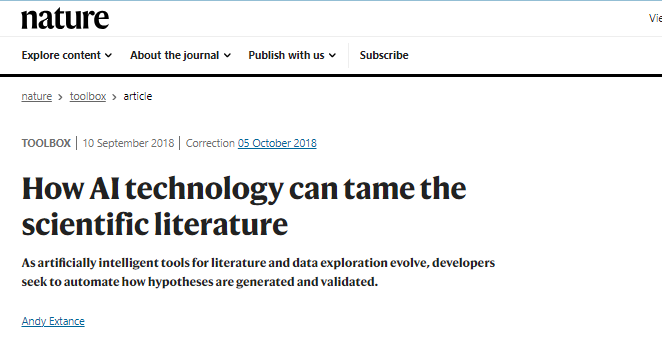 nature
Explore content
About the journal
Publish with us
Subscribe
nature > toolbox > article
TOOLBOX | 10 September 2018 | Correction 05 October 2018
How AI technology can tame the
scientific literature
As artificially intelligent tools for literature and data exploration evolve, developers
seek to automate how hypotheses are generated and validated.
Andy Extance